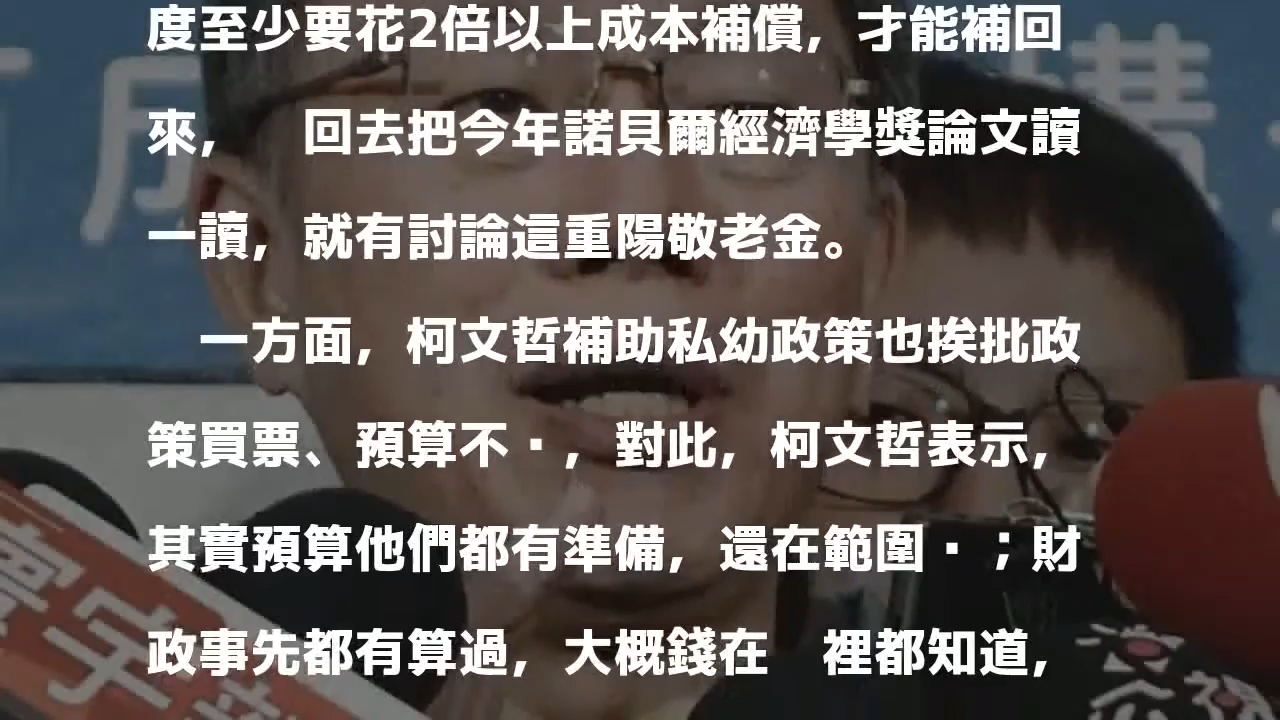 度至少要花2倍以上成本補償，才能補回
來，　回去把今年諾貝爾經濟學獎論文讀
一讀，就有討論這重陽敬老金。
一方面，柯文哲補助私幼政策也挨批政
策買票、預算不▪，對此，柯文哲表示，
其實預算他們都有準備，還在範圍▪；財
政事先都有算過，大概錢在　裡都知道，
寰宇新